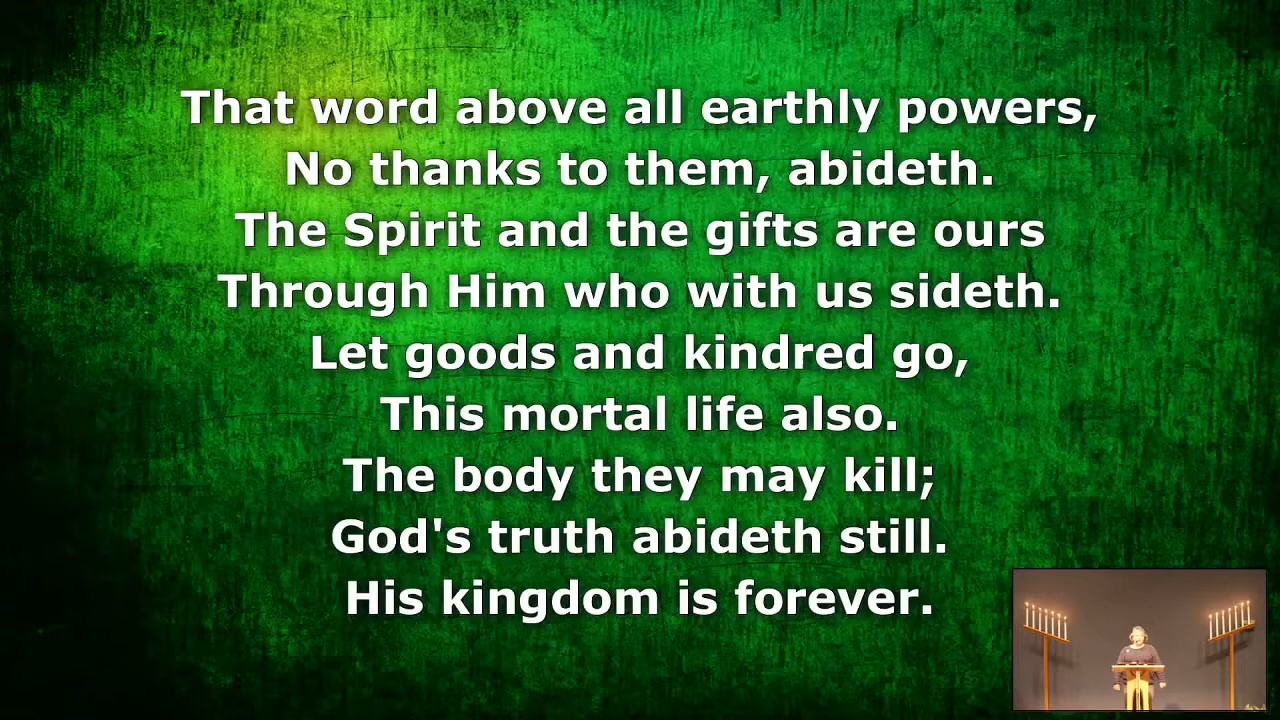 That word above all earthly powers,
No thanks to them, abideth.
The Spirit and the gifts are ours
Through Him who with us sideth.
Let goods and kindred go,
This mortal life also.
The body they may kill;
God's truth abideth still.
His kingdom is forever.